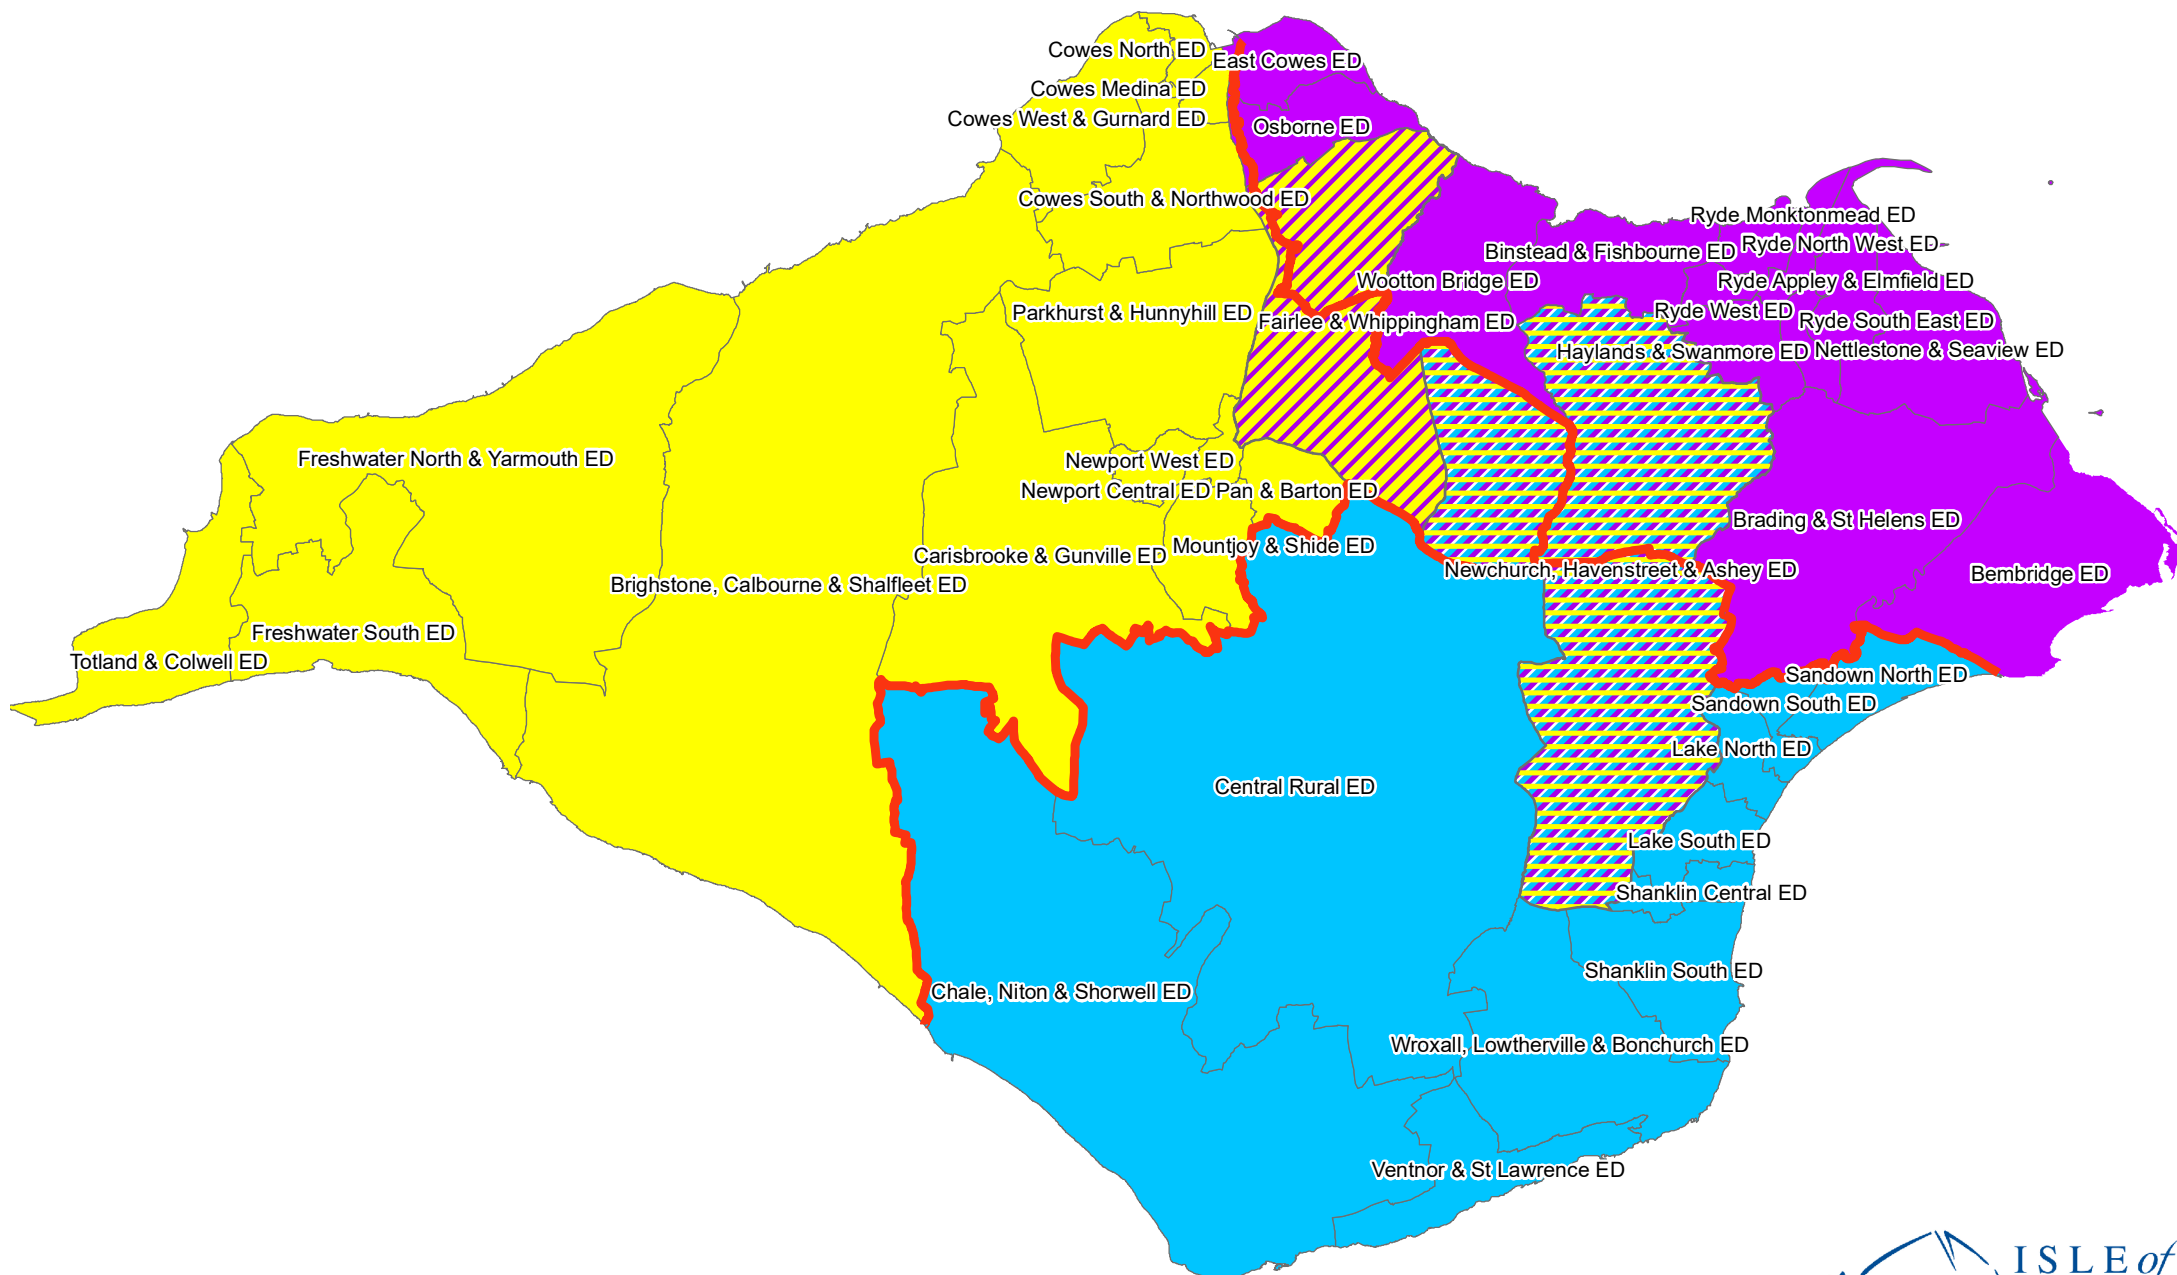 Cowes North ED
East Cowes ED
Cowes Medina ED
Cowes West & Gurnard ED
Osborne ED
Cowes South & Northwood ED
Ryde Monktonmead ED
Ryde North West ED
Binstead & Fishbourne ED
Wootton Bridge ED
Ryde Appley & Elmfield ED
Parkhurst & Hunnyhill ED
Ryde West ED
Fairlee & Whippingham ED
Ryde South East ED
Haylands & Swanmore ED
Nettlestone & Seaview ED
Freshwater North & Yarmouth ED
Newport West ED
Newport Central ED
Pan & Barton ED
Brading & St Helens ED
Mountjoy & Shide ED
Carisbrooke & Gunville ED
Newchurch, Havenstreet & Ashey ED
Bembridge ED
Brighstone, Calbourne & Shalfleet ED
Freshwater South ED
Totland & Colwell ED
Sandown North ED
Sandown South ED
Lake North ED
Central Rural ED
Lake South ED
Shanklin Central ED
Shanklin South ED
Chale, Niton & Shorwell ED
Wroxall, Lowtherville & Bonchurch ED
Ventnor & St Lawrence ED
ISLE of